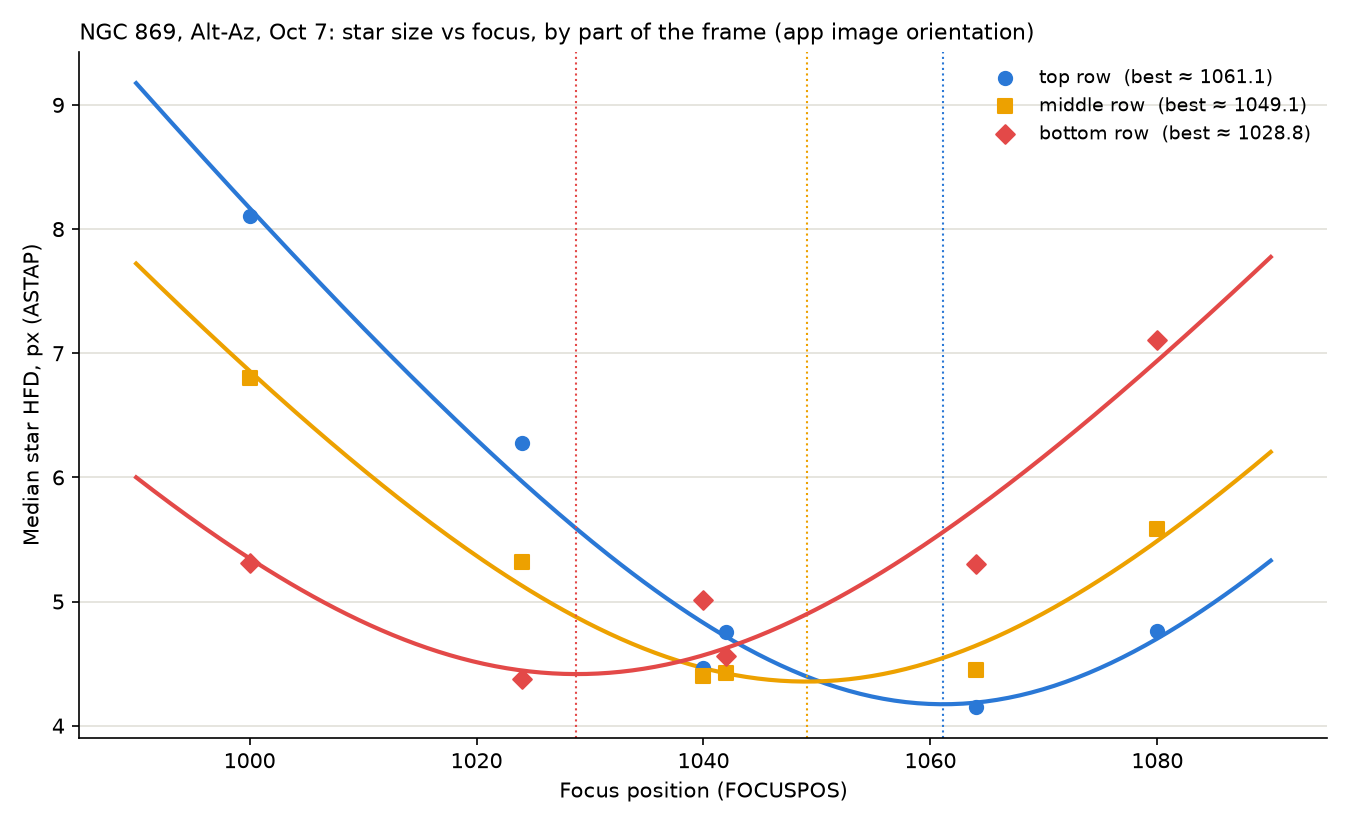 NGC 869, Alt-Az, Oct 7: star size vs focus, by part of the frame (app image orientation)
top row (best ≈ 1061.1)
middle row (best ≈ 1049.1)
bottom row (best ≈ 1028.8)
Median star HFD, px (ASTAP)
9
8
7
6
5
4
1000
1020
1040
1060
1080
Focus position (FOCUSPOS)